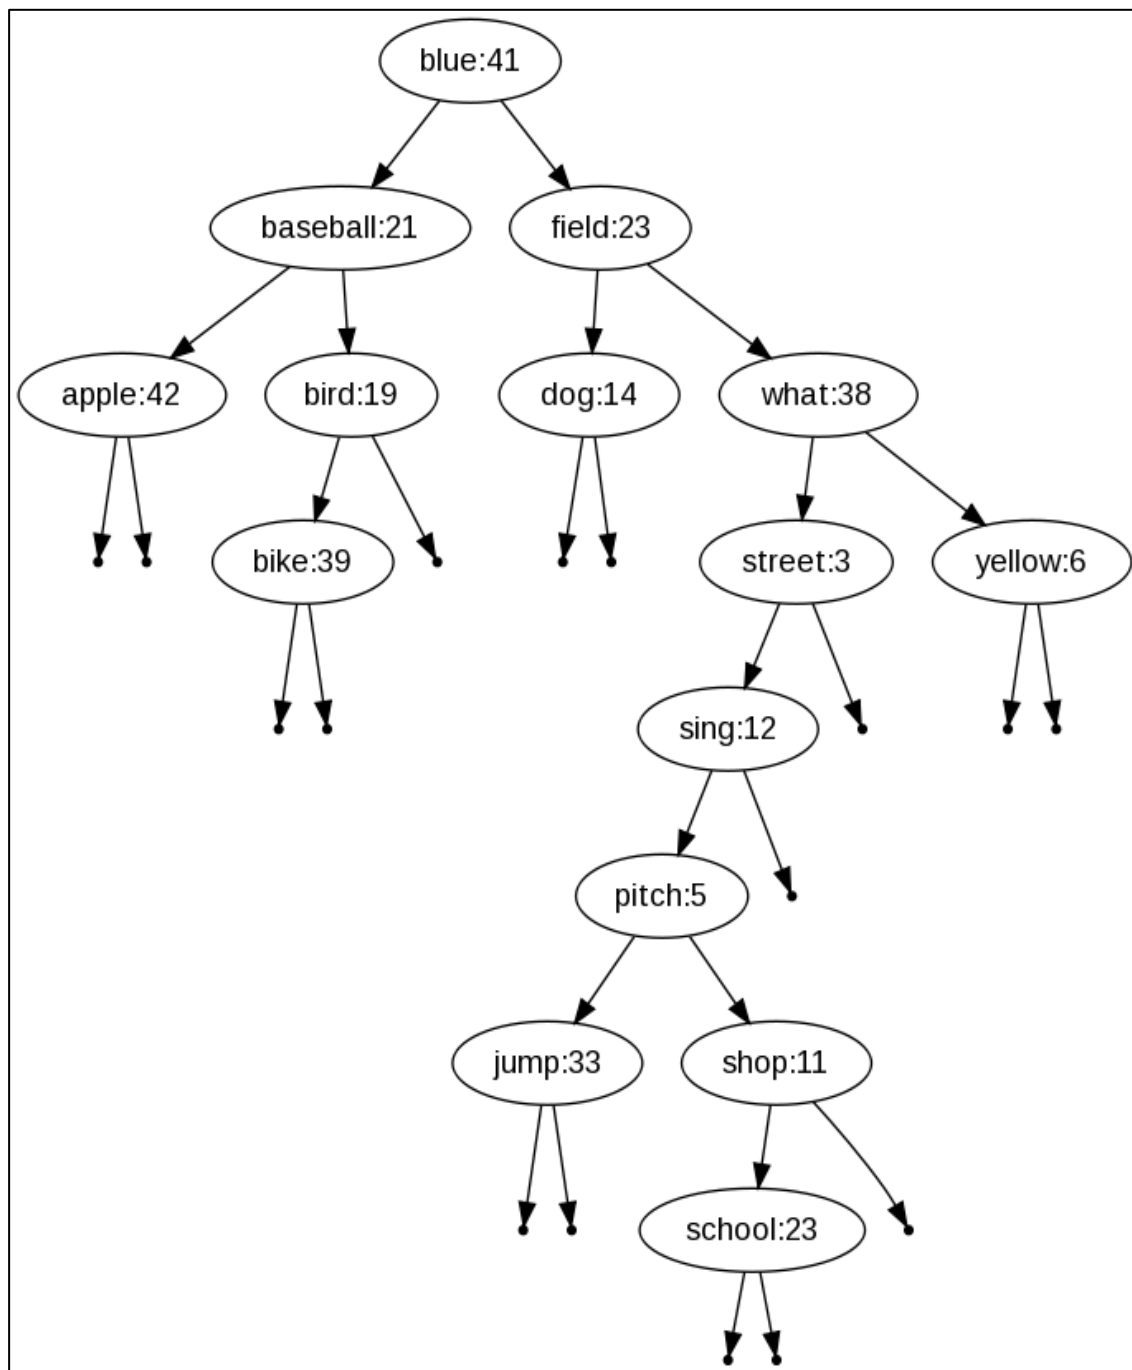 blue:41
baseball:21
field:23
apple:42
bird:19
dog:14
what:38
bike:39
street:3
yellow:6
sing:12
pitch:5
jump:33
shop:11
school:23